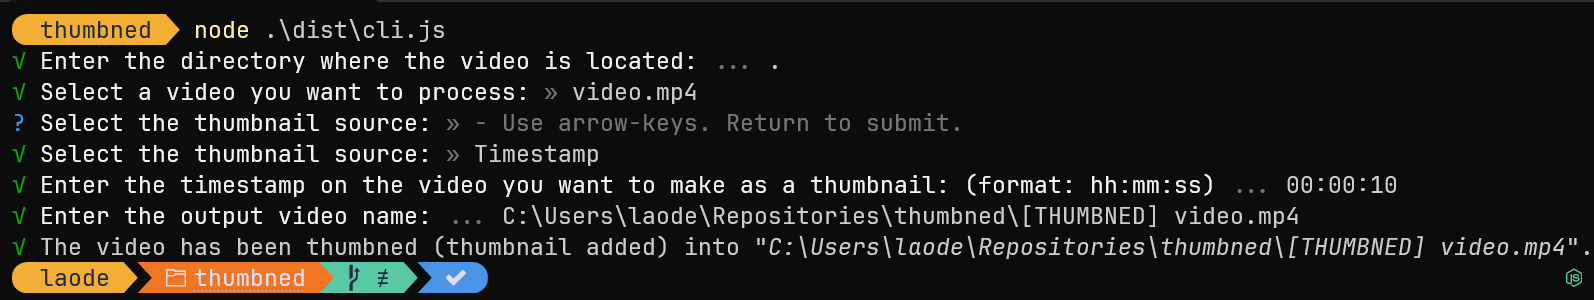 thumbned node .\dist\cli.js
√ Enter the directory where the video is located: ... .
√ Select a video you want to process: » video.mp4
? Select the thumbnail source: » - Use arrow-keys. Return to submit.
√ Select the thumbnail source: » Timestamp
√ Enter the timestamp on the video you want to make as a thumbnail: (format: hh:mm:ss) ... 00:00:10
√ Enter the output video name: ... C:\Users\laode\Repositories\thumbned\[THUMBNED] video.mp4
√ The video has been thumbned (thumbnail added) into "C:\Users\laode\Repositories\thumbned\[THUMBNED] video.mp4".
laode thumbned ≢